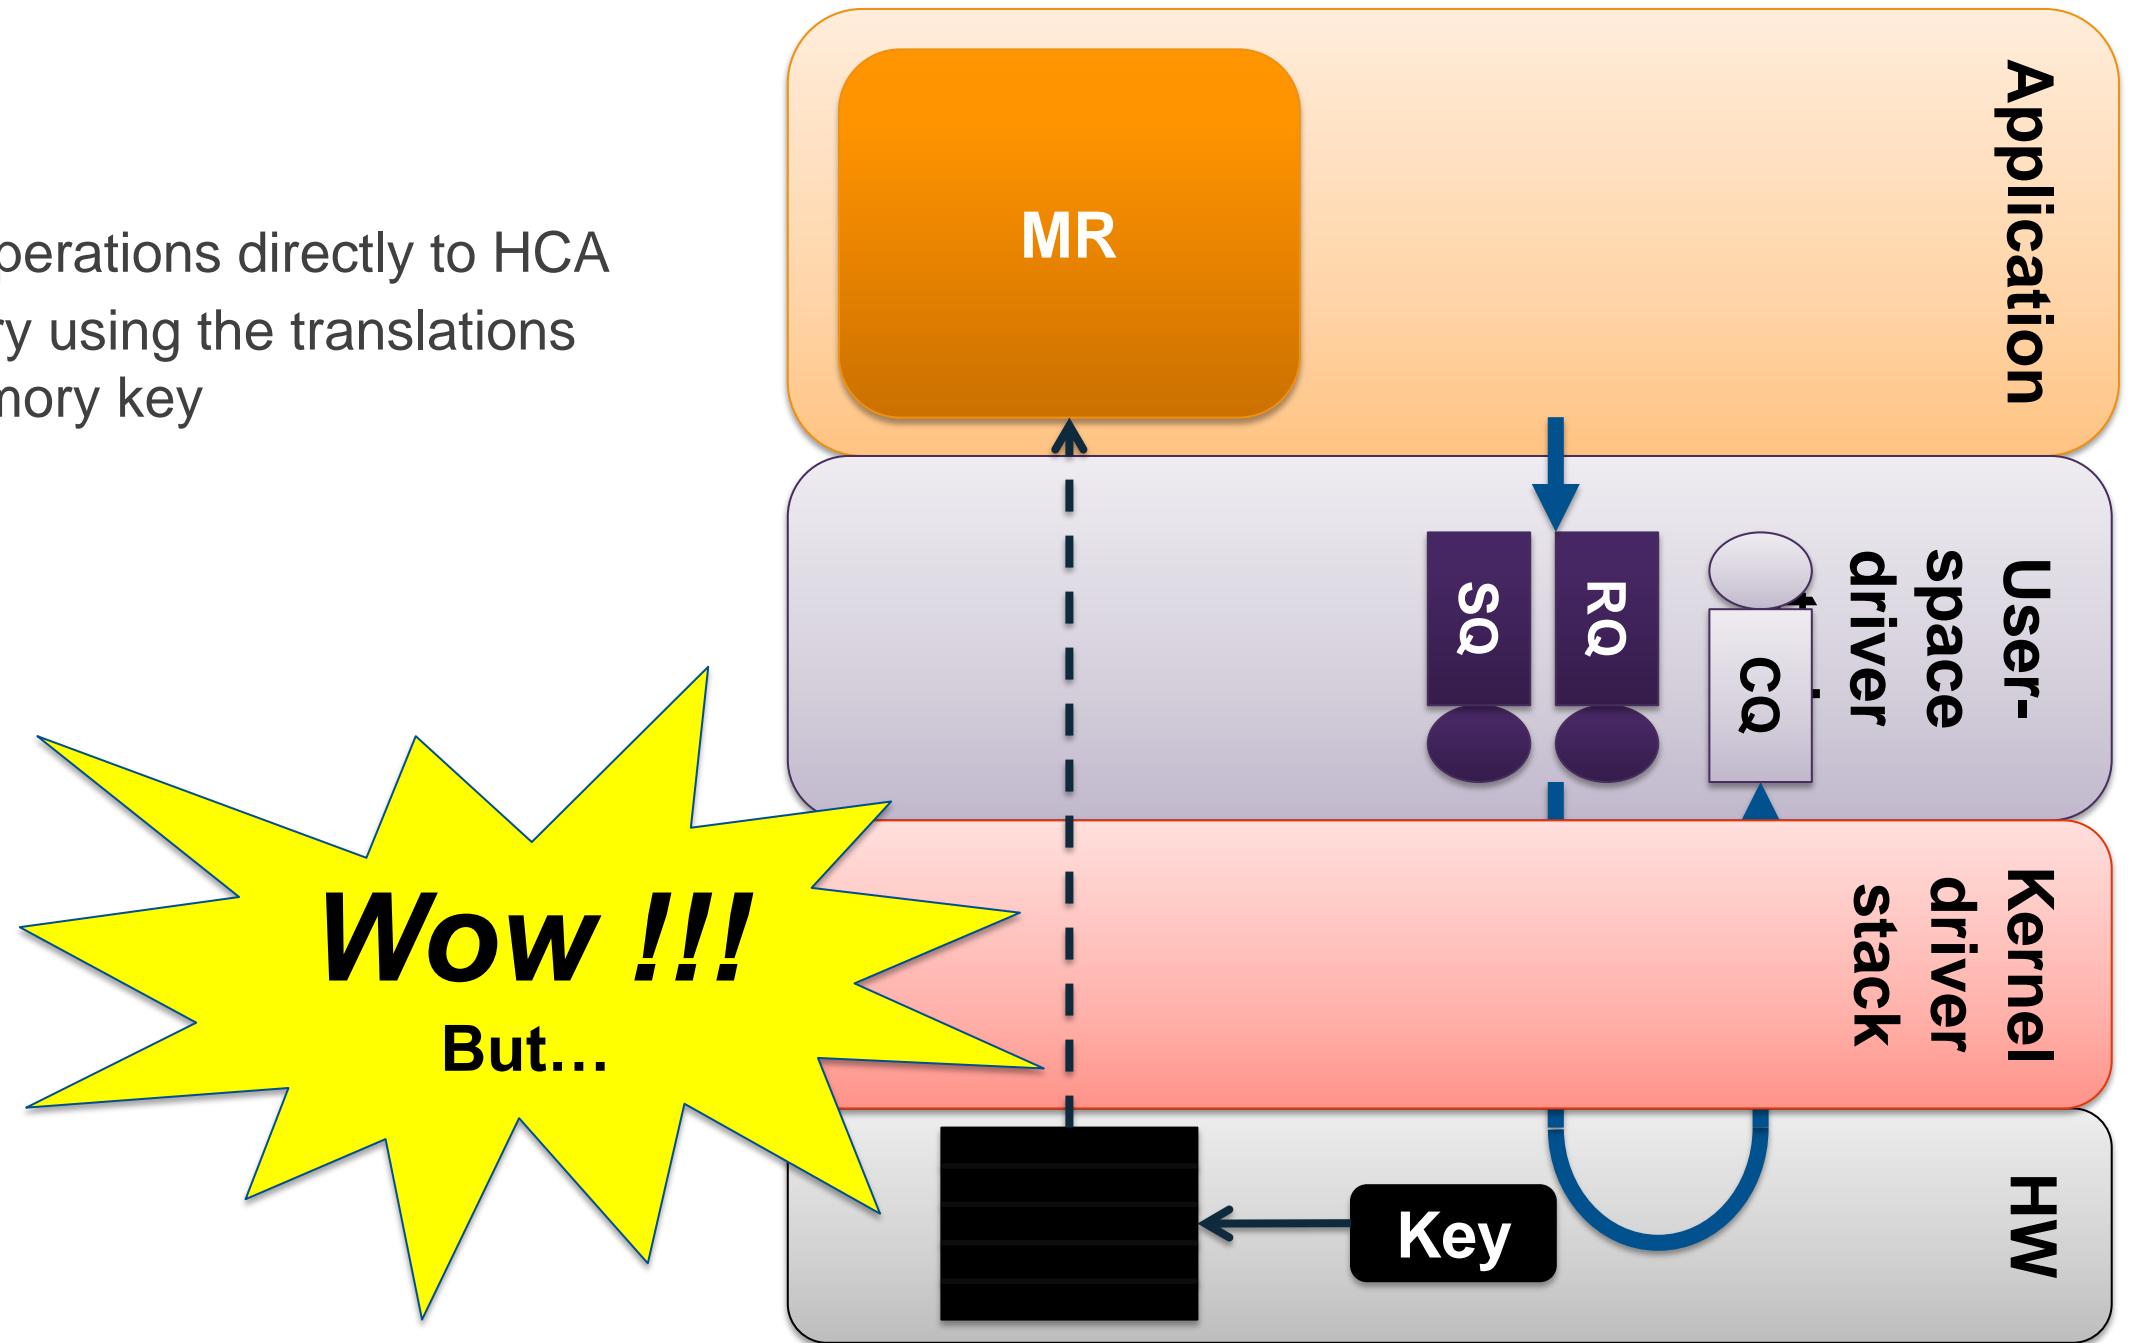 perations directly to HCA
ry using the translations
mory key
MR
Application
SQ
RQ
CQ
User-
space
driver
Wow !!!
But…
Kernel
driver
stack
Key
HW